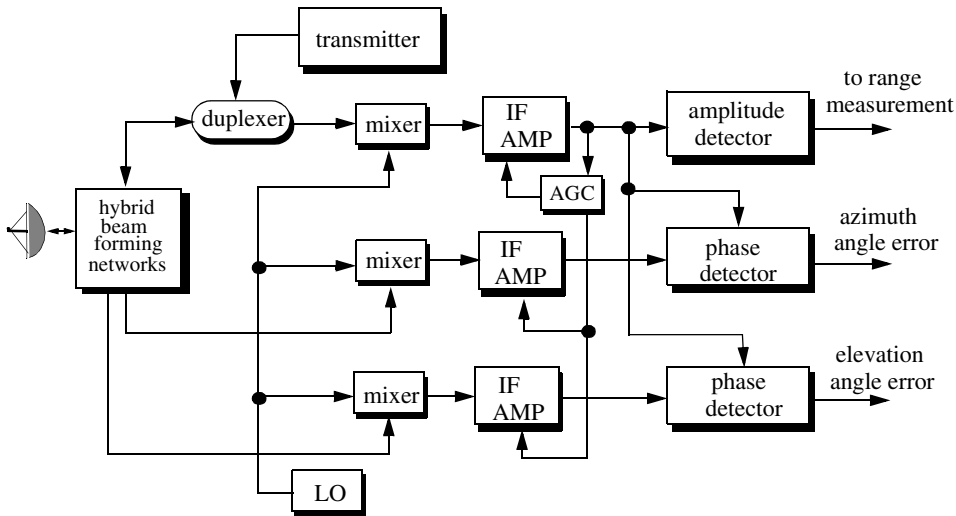 transmitter
duplexer
mixer
IF
AMP
amplitude
detector
to range
measurement
AGC
hybrid
beam
forming
networks
mixer
IF
AMP
phase
detector
azimuth
angle error
mixer
IF
AMP
phase
detector
elevation
angle error
LO